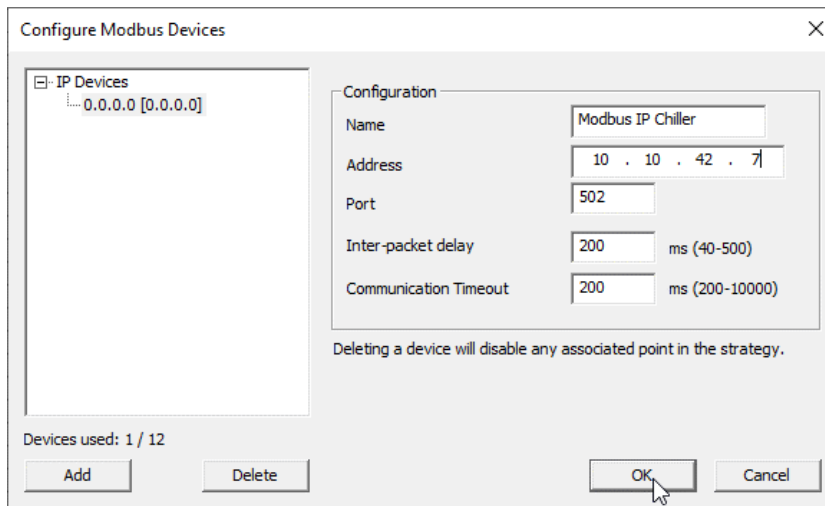 Configure Modbus Devices
IP Devices
0.0.0.0 [0.0.0.0]
Configuration
Name Modbus IP Chiller
Address 10 . 10 . 42 . 7
Port 502
Inter-packet delay 200 ms (40-500)
Communication Timeout 200 ms (200-10000)
Deleting a device will disable any associated point in the strategy.
Devices used: 1 / 12
Add Delete OK Cancel